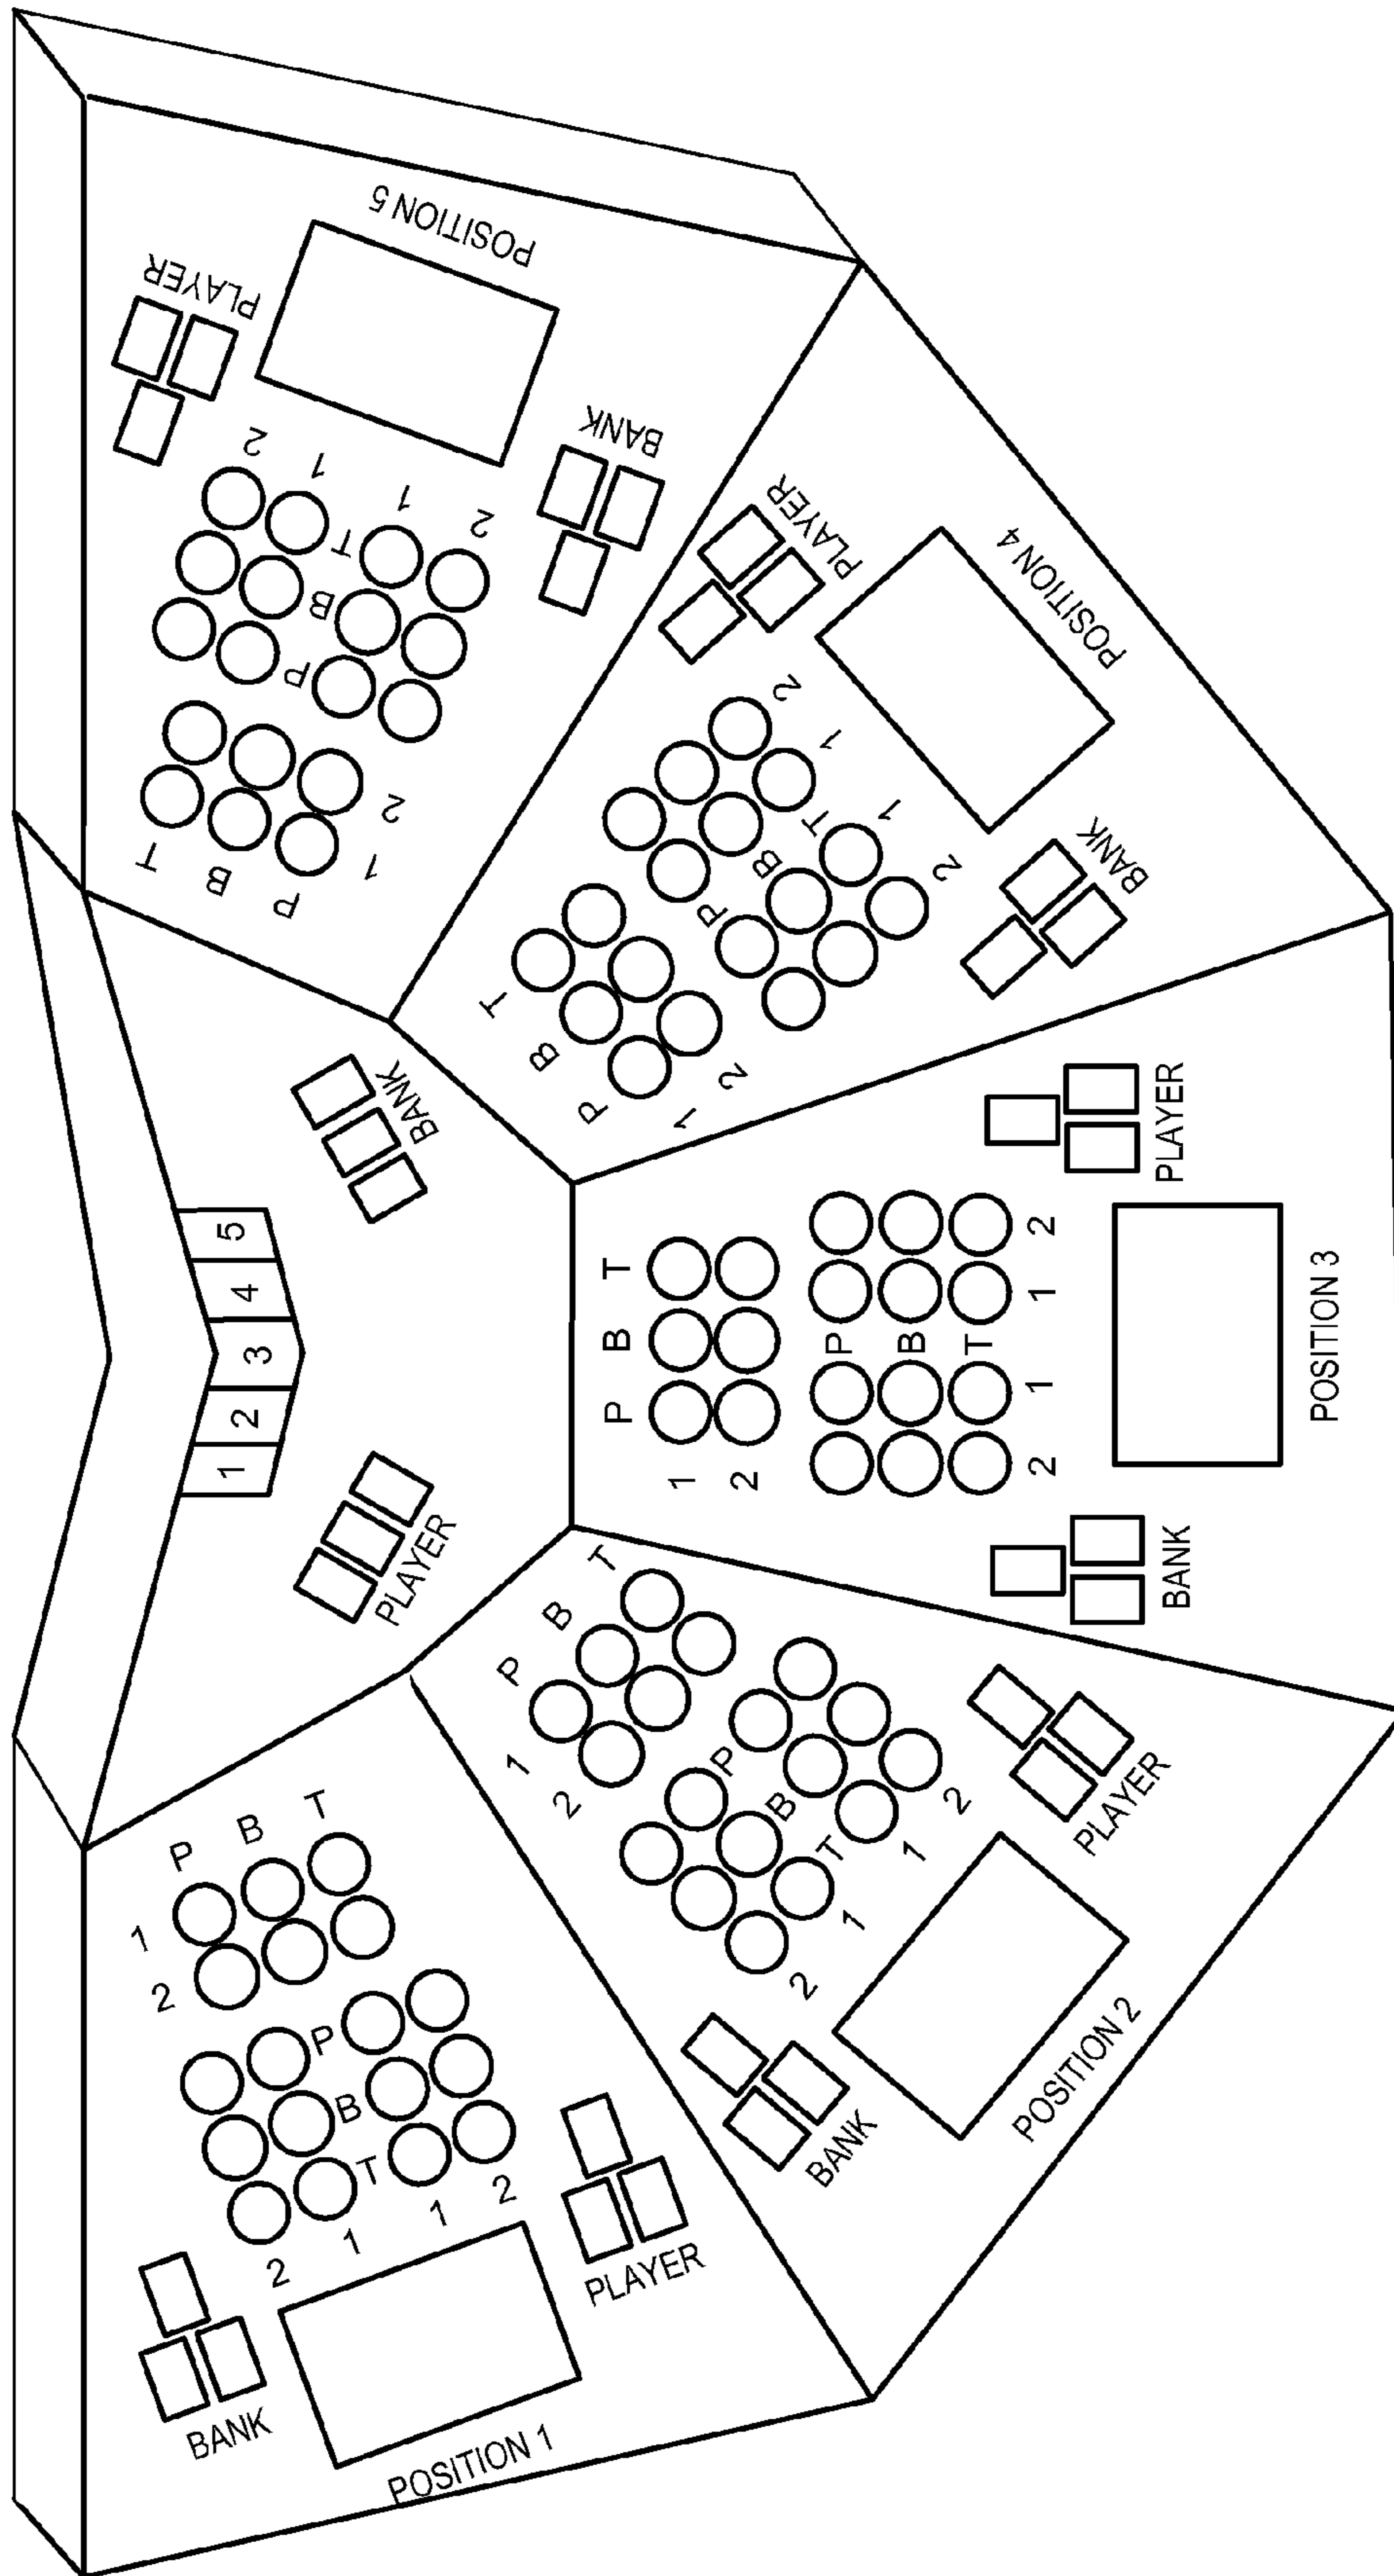 1 2 3 4 5
PLAYER
BANK
P B T
1
2
P
B
T
2 1 1 2
BANK
PLAYER
POSITION 1
P B T
1
2
P
B
T
2 1 1 2
BANK
PLAYER
POSITION 2
P B T
1
2
P
B
T
2 1 1 2
BANK
PLAYER
POSITION 3
P B T
1
2
P
B
T
2 1 1 2
BANK
PLAYER
POSITION 4
P B T
1
2
P
B
T
2 1 1 2
BANK
PLAYER
POSITION 5